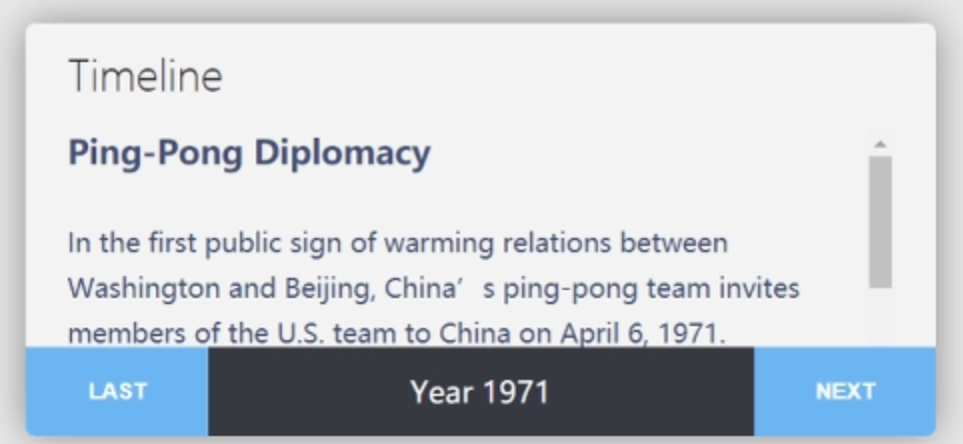 Timeline
Ping-Pong Diplomacy
In the first public sign of warming relations between
Washington and Beijing, China’ s ping-pong team invites
members of the U.S. team to China on April 6, 1971.
LAST Year 1971 NEXT